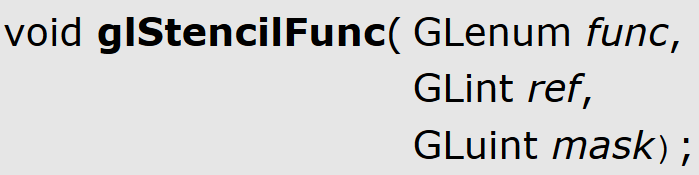 void glStencilFunc( GLenum func,
GLint ref,
GLuint mask) ;